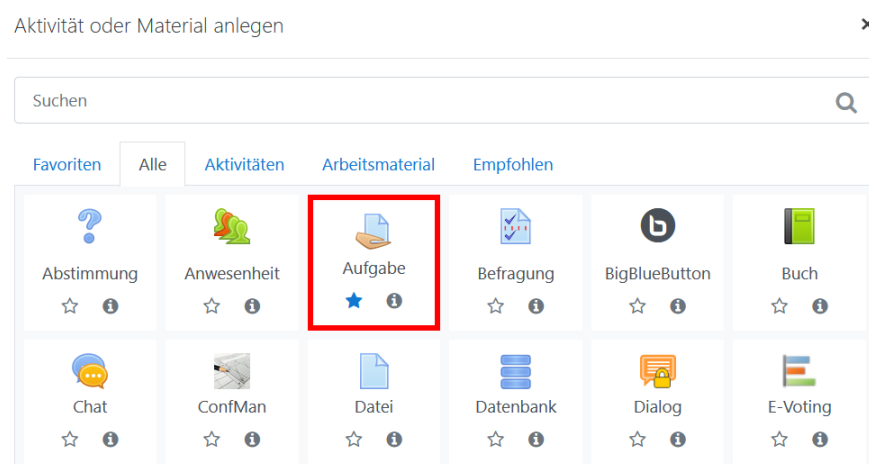 Aktivität oder Material anlegen
Suchen
Favoriten Alle Aktivitäten Arbeitsmaterial Empfohlen
Abstimmung Anwesenheit Aufgabe Befragung BigBlueButton Buch
Chat ConfMan Datei Datenbank Dialog E-Voting